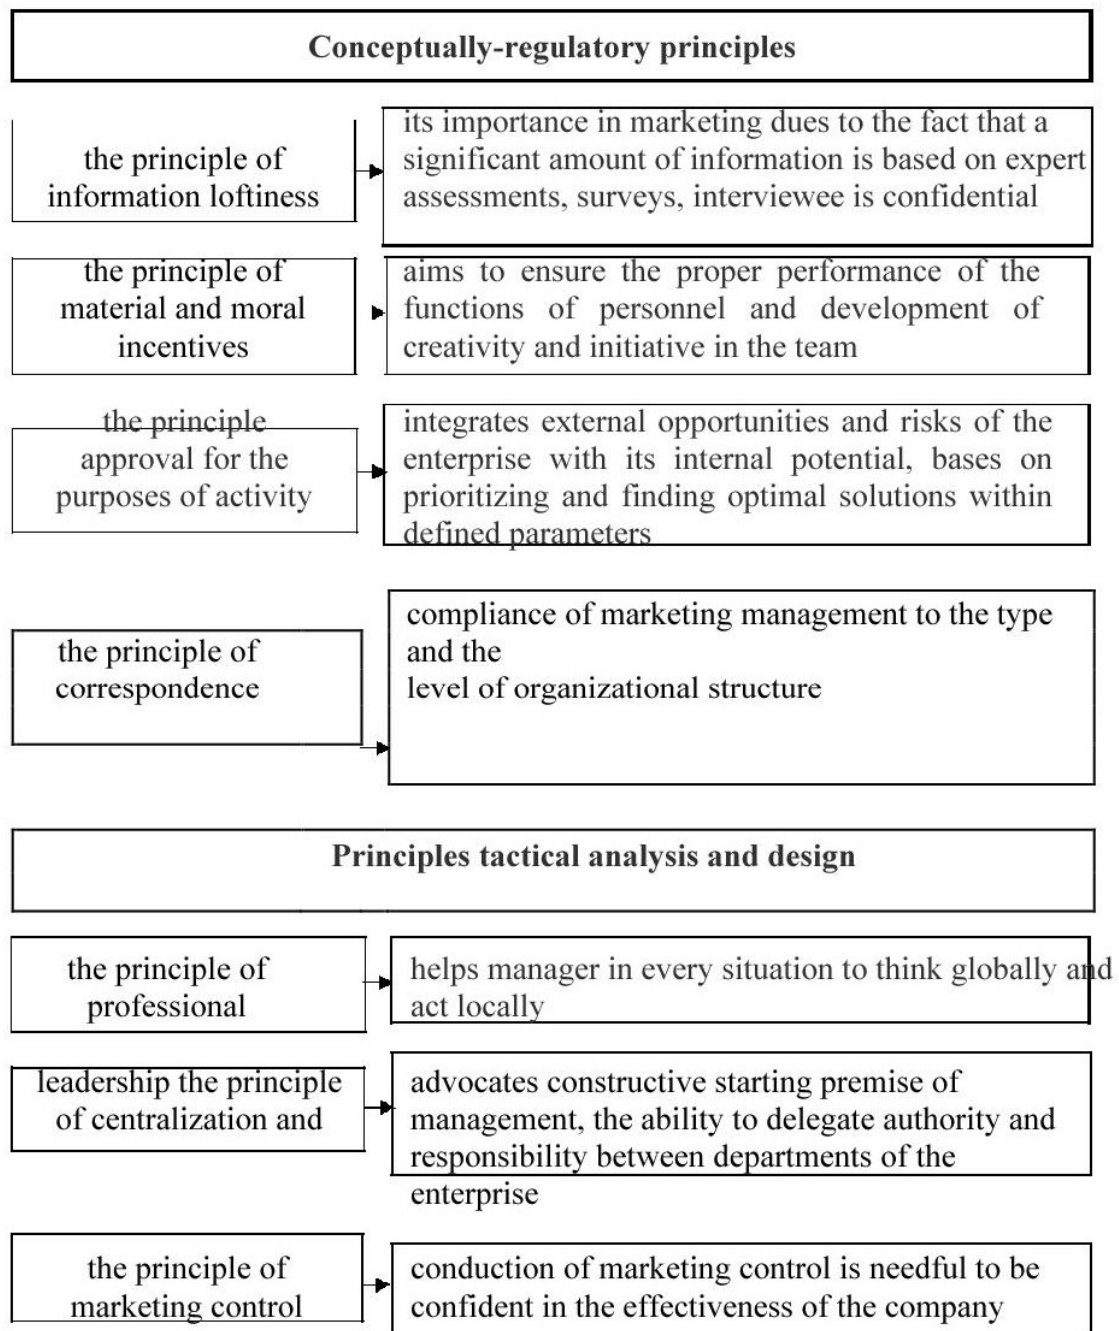 Conceptually-regulatory principles
the principle of
information loftiness
its importance in marketing dues to the fact that a
significant amount of information is based on expert
assessments, surveys, interviewee is confidential
the principle of
material and moral
incentives
aims to ensure the proper performance of the
functions of personnel and development of
creativity and initiative in the team
the principle
approval for the
purposes of activity
integrates external opportunities and risks of the
enterprise with its internal potential, bases on
prioritizing and finding optimal solutions within
defined parameters
the principle of
correspondence
compliance of marketing management to the type
and the
level of organizational structure
Principles tactical analysis and design
the principle of
professional
helps manager in every situation to think globally and
act locally
leadership the principle
of centralization and
advocates constructive starting premise of
management, the ability to delegate authority and
responsibility between departments of the
enterprise
the principle of
marketing control
conduction of marketing control is needful to be
confident in the effectiveness of the company